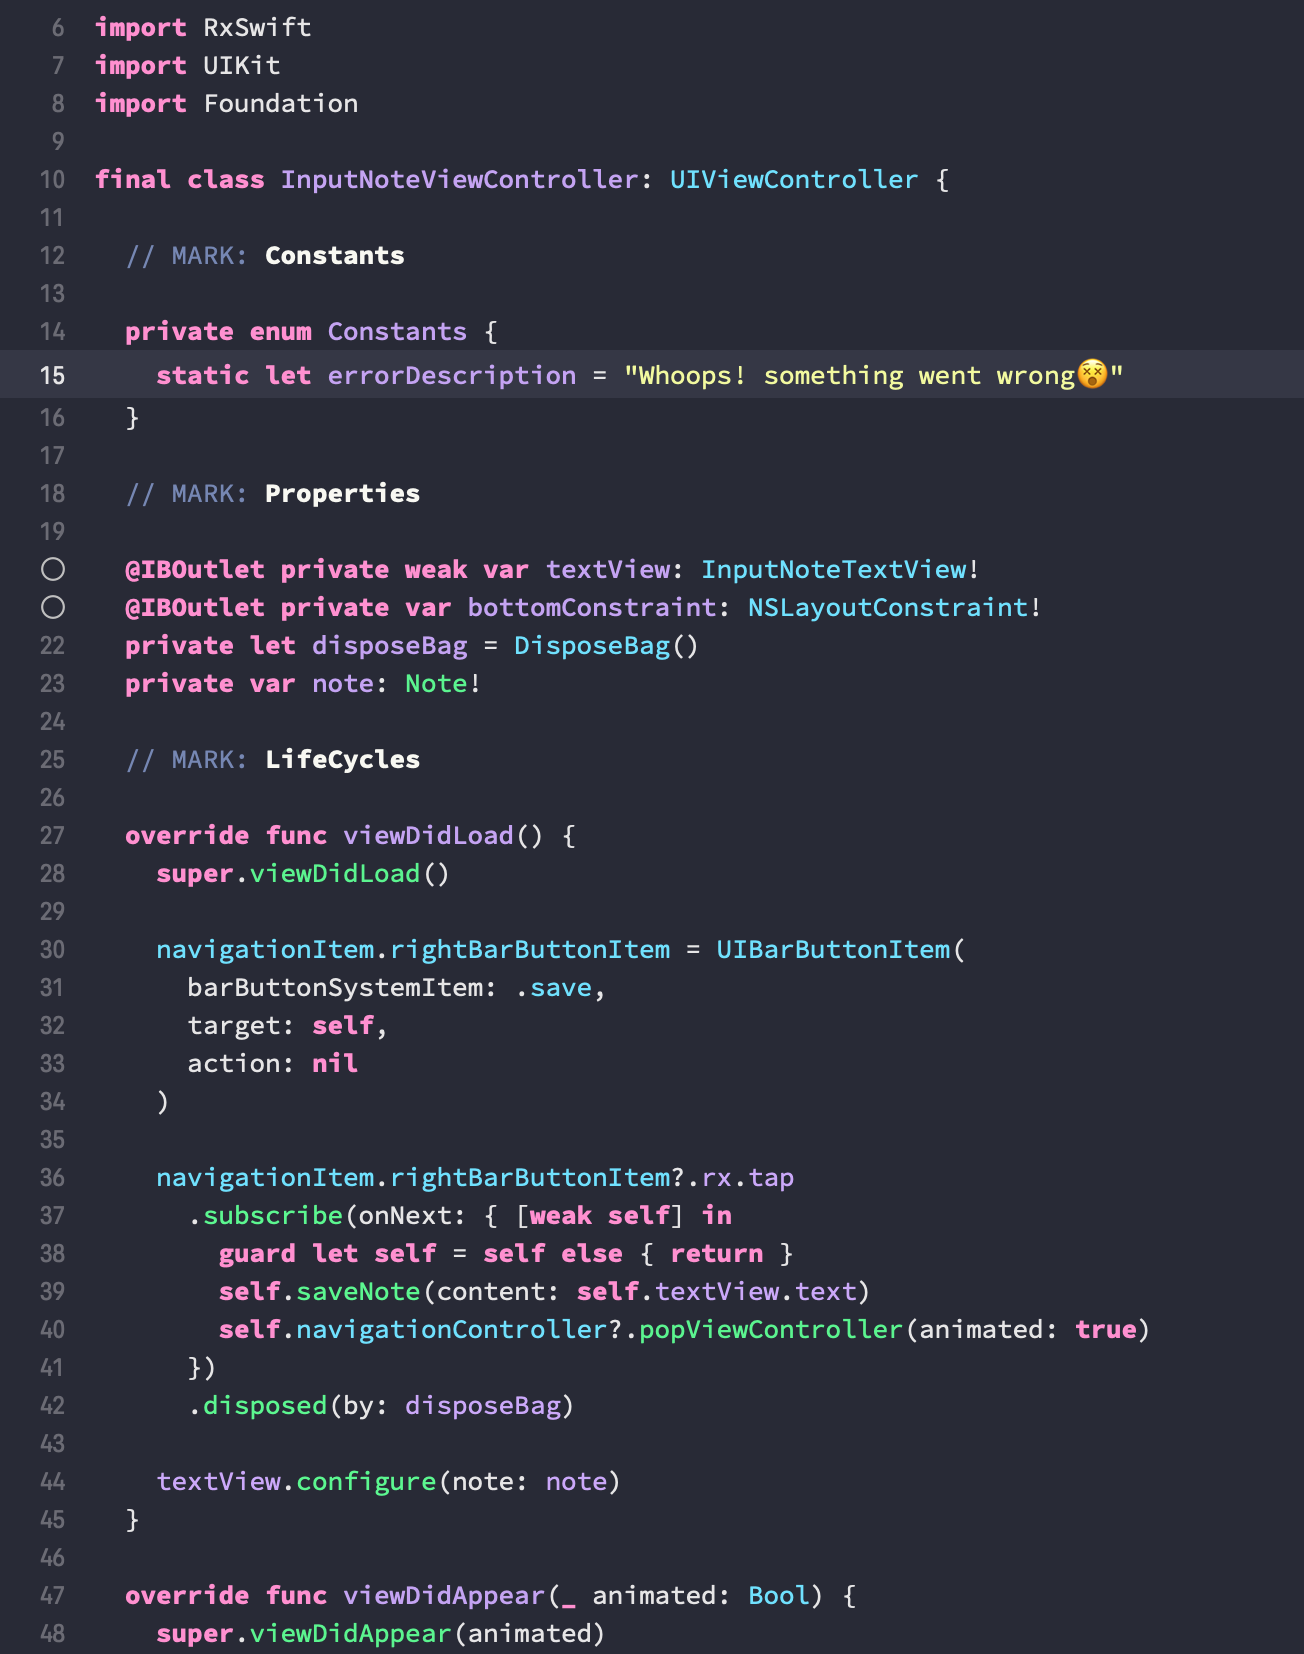 6 import RxSwift
7 import UIKit
8 import Foundation
9
10 final class InputNoteViewController: UIViewController {
11
12   // MARK: Constants
13
14   private enum Constants {
15     static let errorDescription = "Whoops! something went wrong😵"
16   }
17
18   // MARK: Properties
19
@IBOutlet private weak var textView: InputNoteTextView!
@IBOutlet private var bottomConstraint: NSLayoutConstraint!
22   private let disposeBag = DisposeBag()
23   private var note: Note!
24
25   // MARK: LifeCycles
26
27   override func viewDidLoad() {
28     super.viewDidLoad()
29
30     navigationItem.rightBarButtonItem = UIBarButtonItem(
31       barButtonSystemItem: .save,
32       target: self,
33       action: nil
34     )
35
36     navigationItem.rightBarButtonItem?.rx.tap
37       .subscribe(onNext: { [weak self] in
38         guard let self = self else { return }
39         self.saveNote(content: self.textView.text)
40         self.navigationController?.popViewController(animated: true)
41       })
42       .disposed(by: disposeBag)
43
44     textView.configure(note: note)
45   }
46
47   override func viewDidAppear(_ animated: Bool) {
48     super.viewDidAppear(animated)